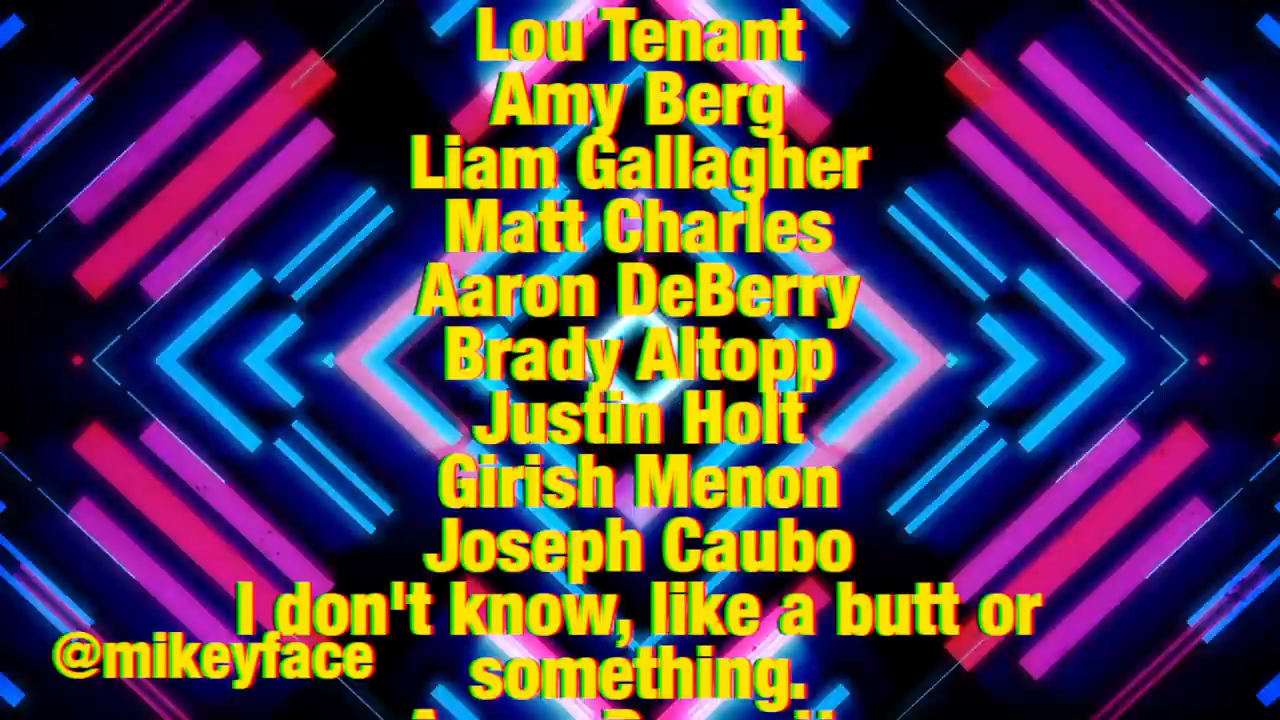 Lou Tenant
Amy Berg
Liam Gallagher
Matt Charles
Aaron DeBerry
Brady Altopp
Justin Holt
Girish Menon
Joseph Caubo
I don't know, like a butt or
something.
@mikeyface